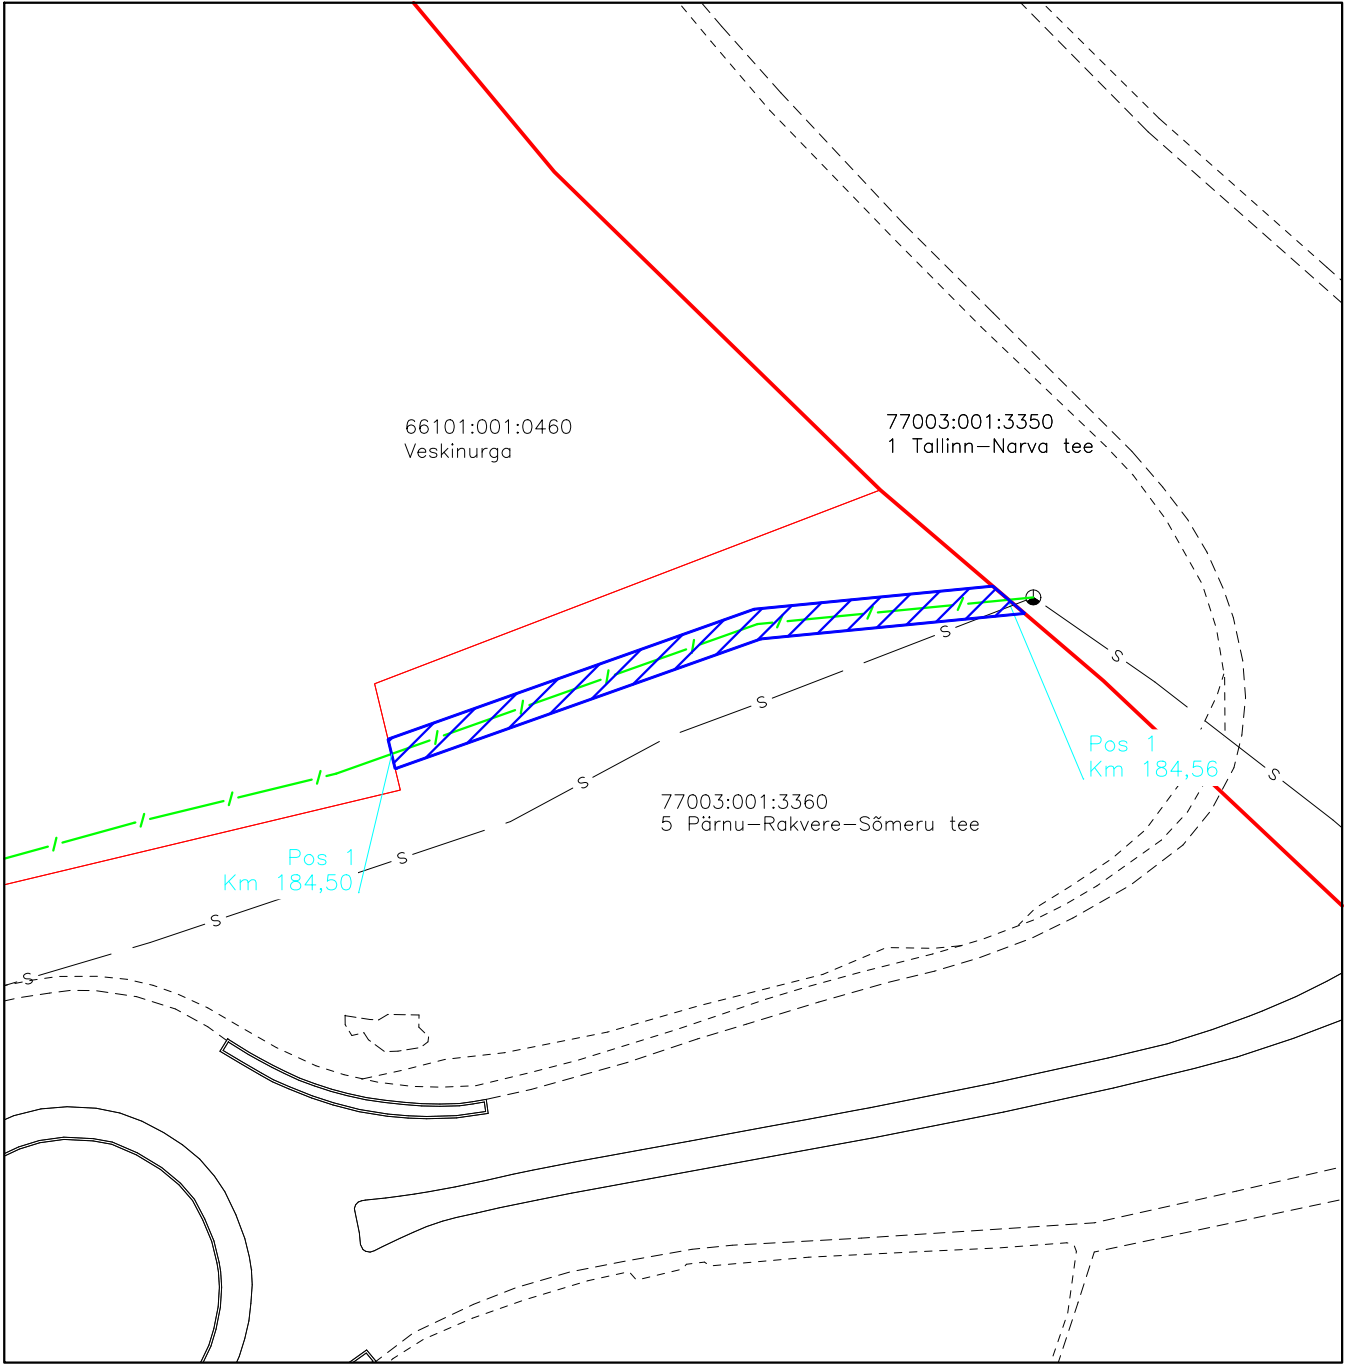 66101:001:0460
Veskinurga
77003:001:3350
1 Tallinn-Narva tee
S
S
S
Pos 1
Km 184,56
S
S
77003:001:3360
5 Pärnu-Rakvere-Sõmeru tee
Pos 1
Km 184,50
S
S
S